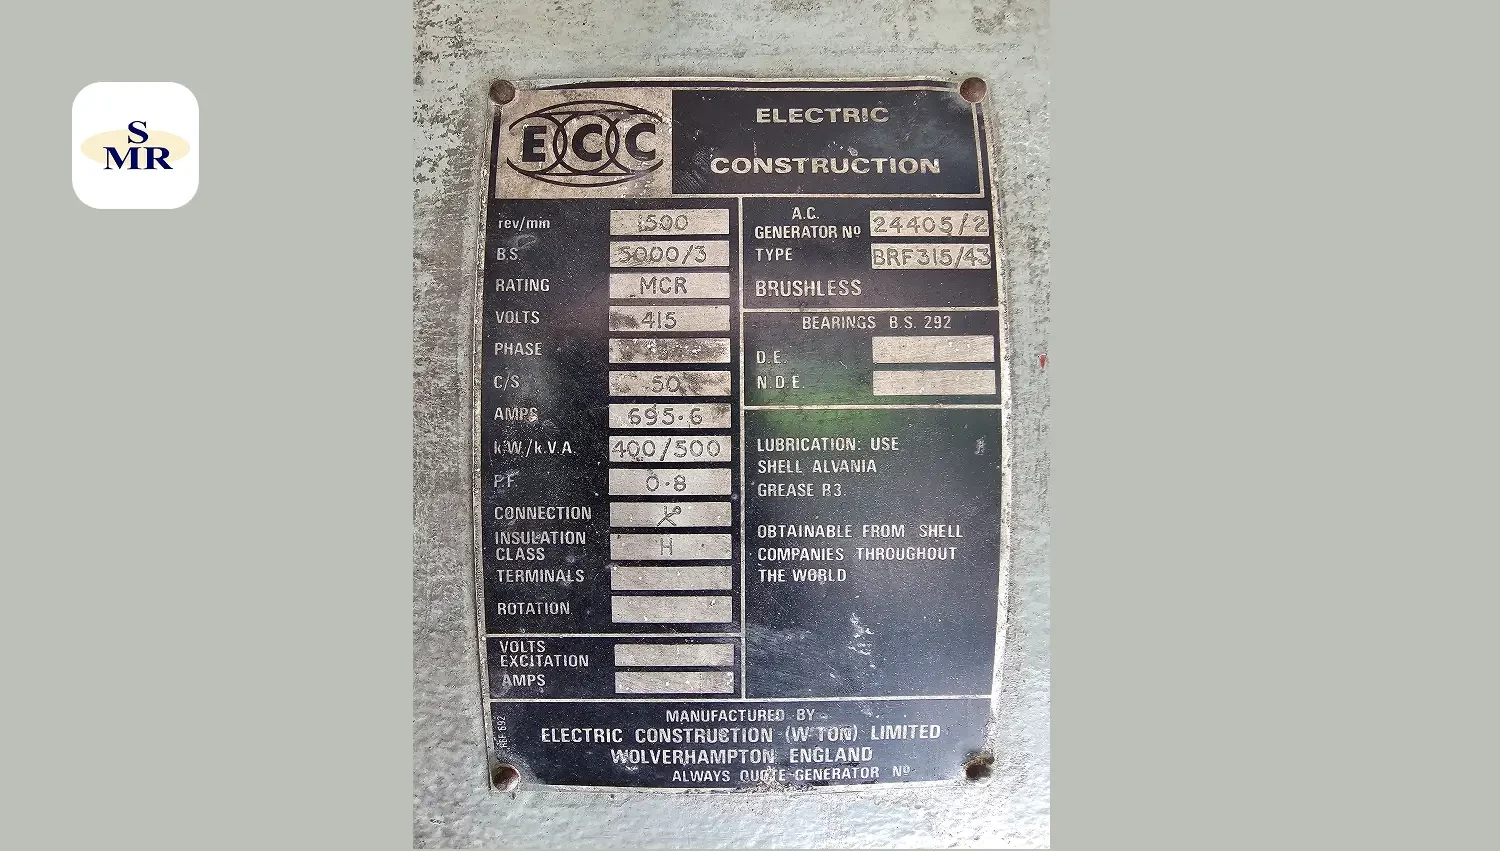 S
MR
ECC
ELECTRIC
CONSTRUCTION
rev/min 1500
B.S. 5000/3
RATING MCR
VOLTS 415
PHASE
C/S 50
AMPS 695·6
k.W./k.V.A. 400/500
P.F. 0·8
CONNECTION
INSULATION
CLASS H
TERMINALS
ROTATION
VOLTS
EXCITATION
AMPS
A.C.
GENERATOR Nº 24405/2
TYPE BRF315/43
BRUSHLESS
BEARINGS B.S. 292
D.E.
N.D.E.
LUBRICATION: USE
SHELL ALVANIA
GREASE R3.
OBTAINABLE FROM SHELL
COMPANIES THROUGHOUT
THE WORLD
REF 692
MANUFACTURED BY
ELECTRIC CONSTRUCTION (W'TON) LIMITED
WOLVERHAMPTON ENGLAND
ALWAYS QUOTE GENERATOR Nº